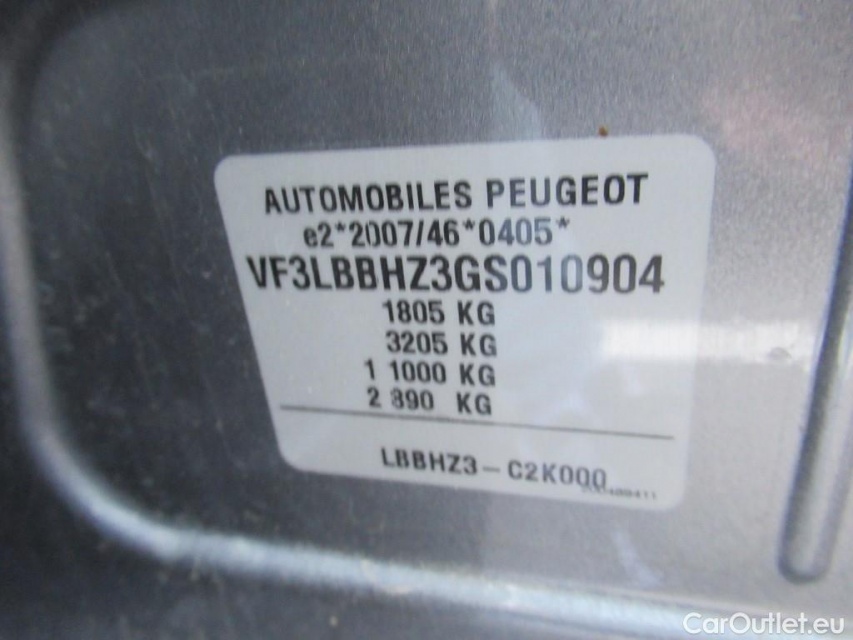 AUTOMOBILES PEUGEOT
e2*2007/46*0405*
VF3LBBHZ3GS010904
1805 KG
3205 KG
1 1000 KG
2 890 KG
LBBHZ3-C2K000
CarOutlet.eu